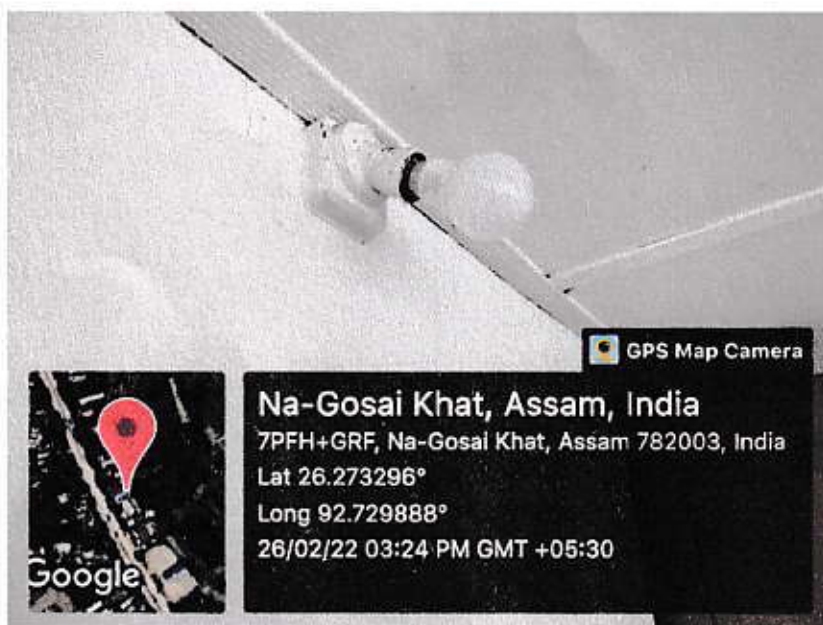 GPS Map Camera
Na-Gosai Khat, Assam, India
7PFH+GRF, Na-Gosai Khat, Assam 782003, India
Lat 26.273296°
Long 92.729888°
26/02/22 03:24 PM GMT +05:30
Google